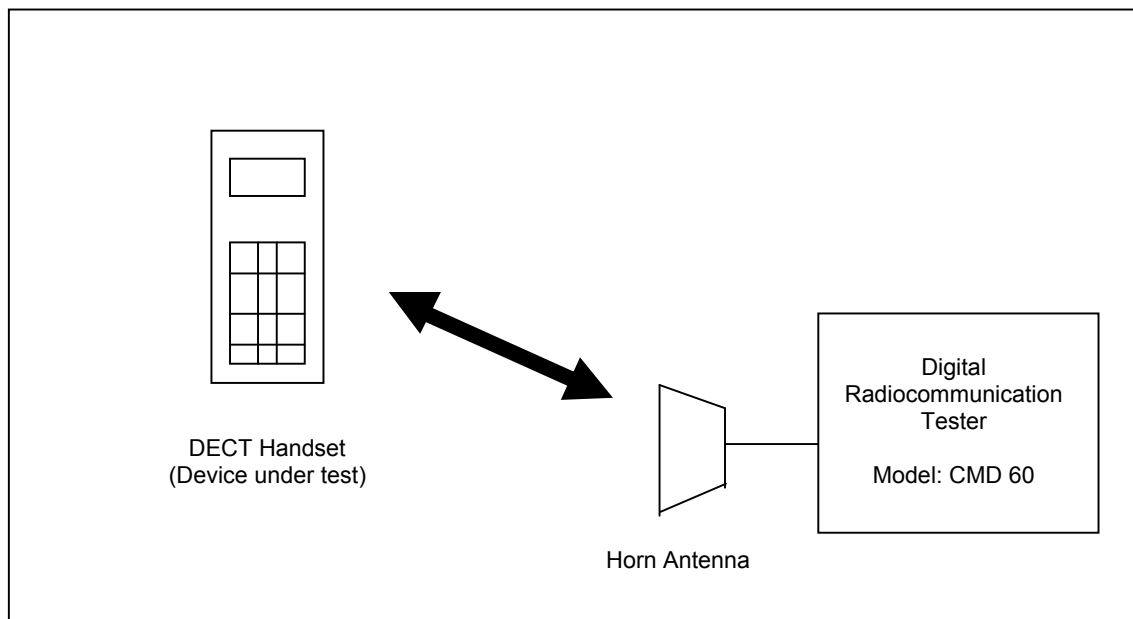 DECT Handset
(Device under test)
Horn Antenna
Digital
Radiocommunication
Tester
Model: CMD 60